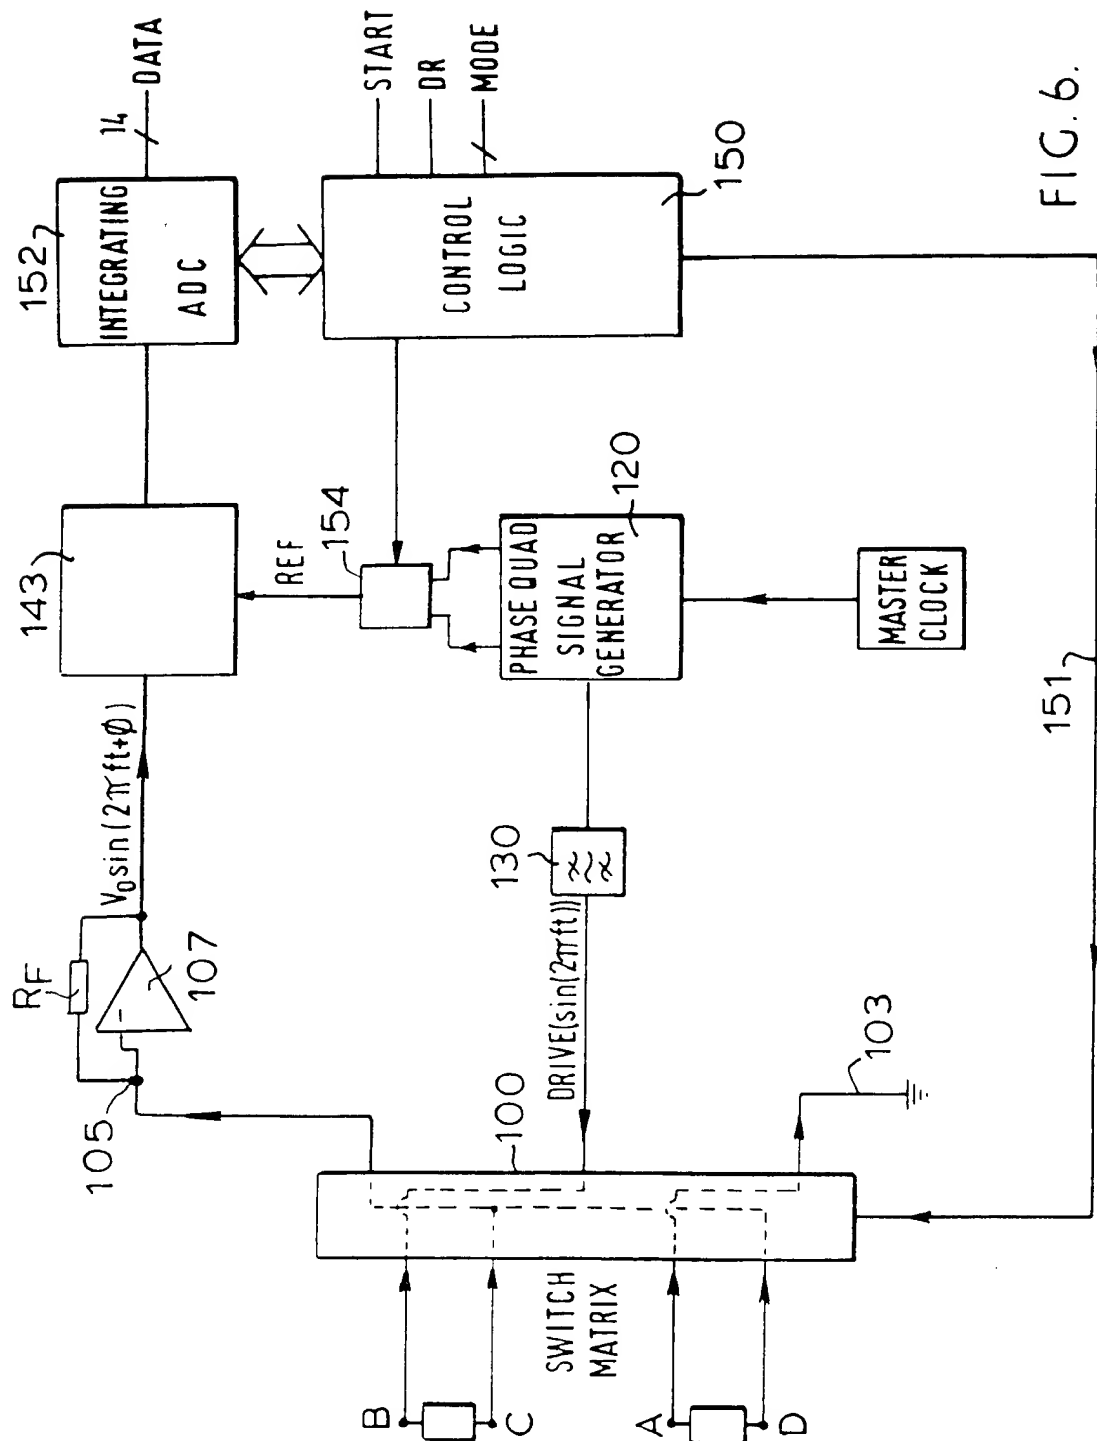 B
C
A
D
SWITCH
MATRIX
100
103
105
RF
107
V₀sin(2πft+Ø)
DRIVE(sin(2πft))
130
143
REF
154
PHASE QUAD
SIGNAL
GENERATOR
120
MASTER
CLOCK
151
152
INTEGRATING
ADC
14
DATA
CONTROL
LOGIC
START
DR
MODE
150
FIG.6.